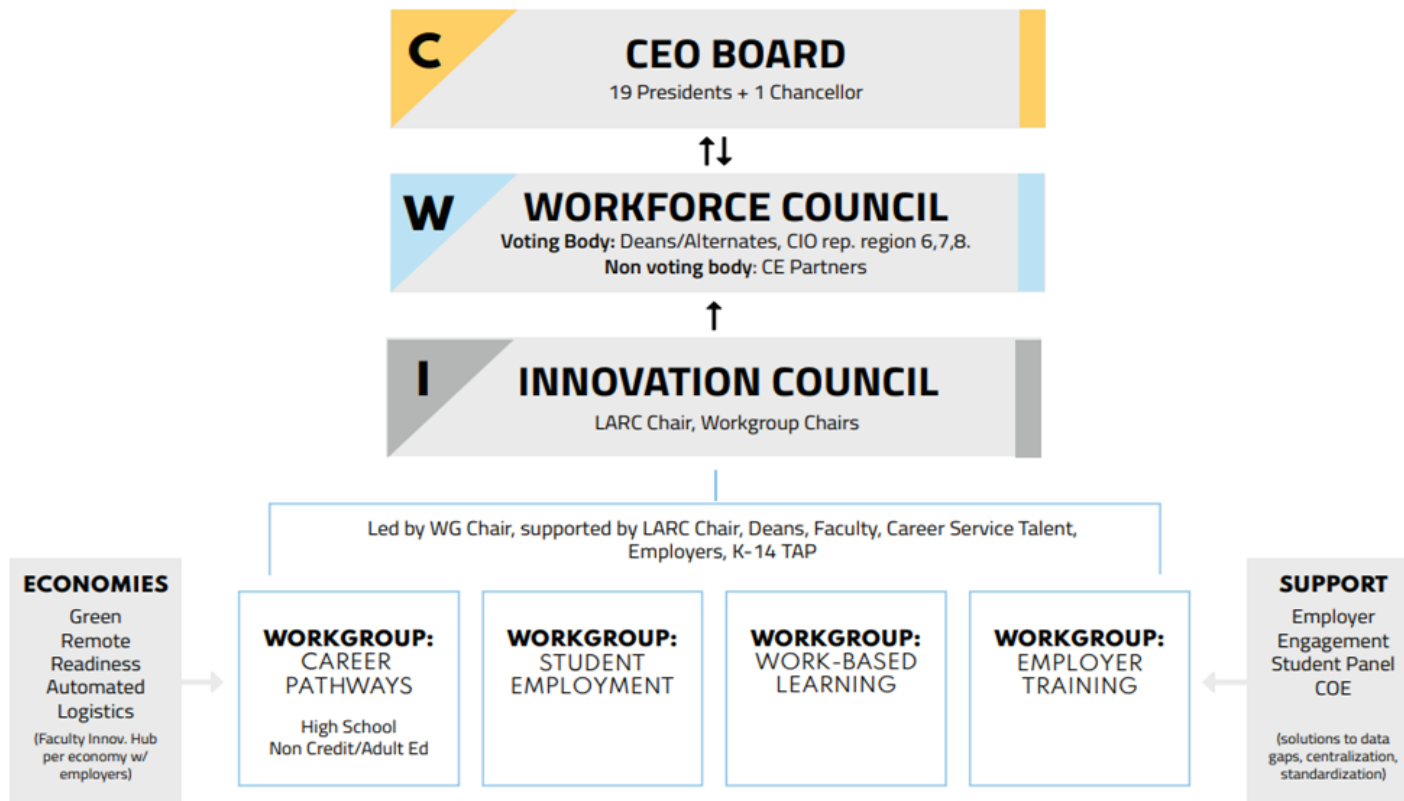 C
CEO BOARD
19 Presidents + 1 Chancellor
W
WORKFORCE COUNCIL
Voting Body: Deans/Alternates, CIO rep. region 6,7,8.
Non voting body: CE Partners
I
INNOVATION COUNCIL
LARC Chair, Workgroup Chairs
Led by WG Chair, supported by LARC Chair, Deans, Faculty, Career Service Talent,
Employers, K-14 TAP
ECONOMIES
Green
Remote
Readiness
Automated
Logistics
(Faculty Innov. Hub
per economy w/
employers)
WORKGROUP:
CAREER
PATHWAYS
High School
Non Credit/Adult Ed
WORKGROUP:
STUDENT
EMPLOYMENT
WORKGROUP:
WORK-BASED
LEARNING
WORKGROUP:
EMPLOYER
TRAINING
SUPPORT
Employer
Engagement
Student Panel
COE
(solutions to data
gaps, centralization,
standardization)